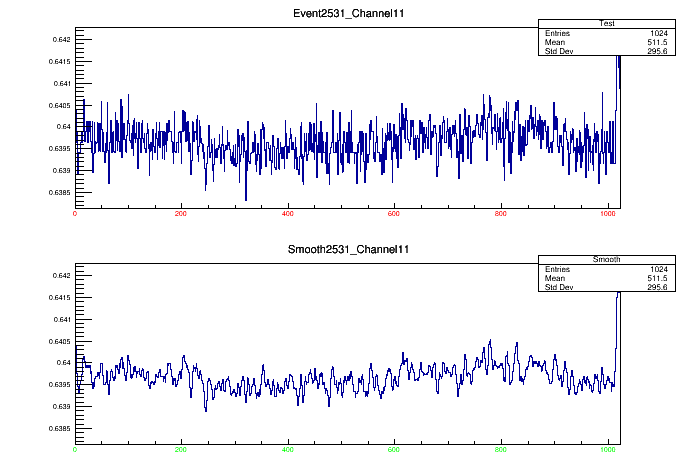 Event2531_Channel11
Test
Entries 1024
Mean 511.5
Std Dev 295.6
0.642
0.6415
0.641
0.6405
0.64
0.6395
0.639
0.6385
0 200 400 600 800 1000
Smooth2531_Channel11
Smooth
Entries 1024
Mean 511.5
Std Dev 295.6
0.642
0.6415
0.641
0.6405
0.64
0.6395
0.639
0.6385
0 200 400 600 800 1000